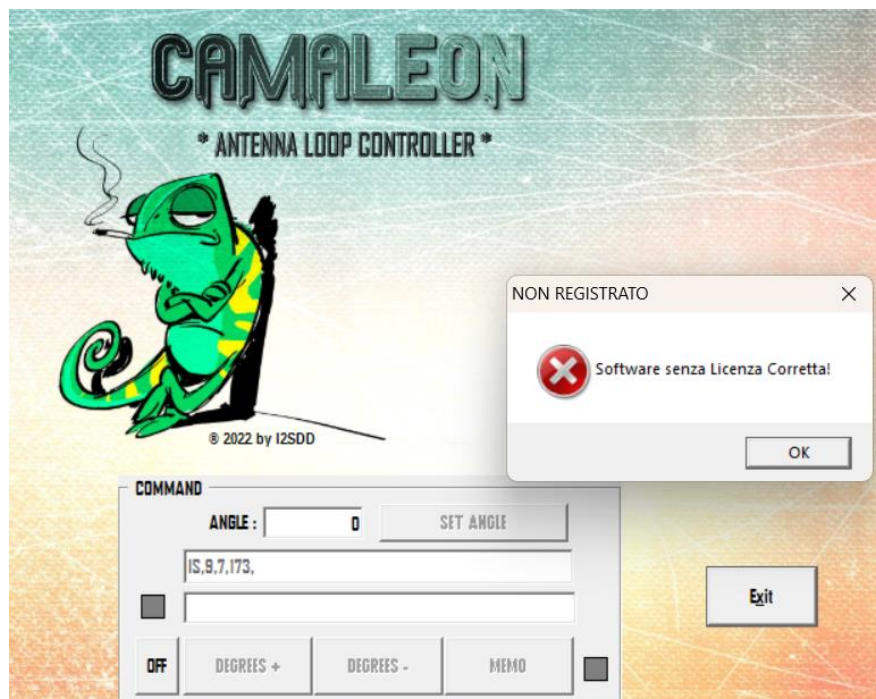 CAMALEON
* ANTENNA LOOP CONTROLLER *
NON REGISTRATO
Software senza Licenza Corretta!
OK
® 2022 by I2SDD
COMMAND
ANGLE : 0 SET ANGLE
IS,9,7,173,
Exit
OFF DEGREES + DEGREES - MEMO